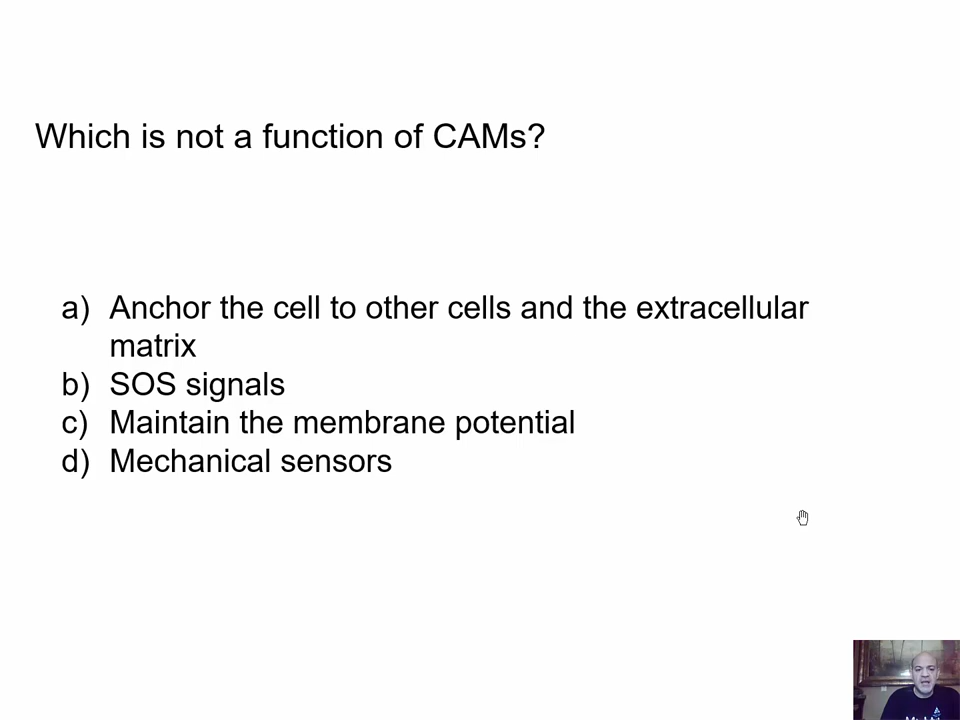 Which is not a function of CAMs?
a) Anchor the cell to other cells and the extracellular
matrix
b) SOS signals
c) Maintain the membrane potential
d) Mechanical sensors